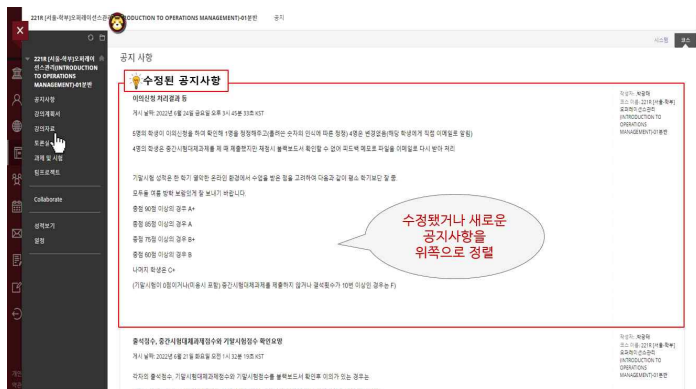 221R [서울-학부]오퍼레이션스관리(INTRODUCTION TO OPERATIONS MANAGEMENT)-01분반
공지
시스템
코스
221R [서울-학부]오퍼레이
션스관리(INTRODUCTION
TO OPERATIONS
MANAGEMENT)-01분반
공지사항
강의계획서
강의자료
토론실
과제 및 시험
팀프로젝트
Collaborate
성적보기
공지 사항
수정된 공지사항
이의신청 처리결과 등
게시 날짜: 2022년 6월 24일 금요일 오후 3시 45분 33초 KST
5명의 학생이 이의신청을 하여 확인해 1명을 정정해주고(흘려쓴 숫자의 인식에 따른 정정) 4명은 변경없음(해당 학생에게 직접 이메일로 알림)
4명의 학생은 중간시험대체과제를 제 때 제출했지만 채점시 블랙보드서 확인할 수 없어 피드백 메도로 파일을 이메일로 다시 받아 처리
기말시험 성적은 한 학기 열악한 온라인 환경에서 수업을 받은 점을 고려하여 다음과 같이 평소 학기보다 잘 줌.
모두들 여름 방학 보람있게 잘 보내기 바랍니다.
총점 90점 이상의 경우 A+
총점 85점 이상의 경우 A
총점 75점 이상의 경우 B+
총점 60점 이상의 경우 B
나머지 학생은 C+
(기말시험이 0점이거나(미응시 포함) 중간시험대체과제를 제출하지 않거나 결석횟수가 10번 이상인 경우는 F)
작성자: 박광태
코스 이름: 221R [서울-학부]
오퍼레이션스관리
(INTRODUCTION TO
OPERATIONS
MANAGEMENT)-01분반
수정됐거나 새로운
공지사항을
위쪽으로 정렬
출석점수, 중간시험대체과제점수와 기말시험점수 확인요망
게시 날짜: 2022년 6월 21일 화요일 오전 1시 32분 19초 KST
각자의 출석점수, 기말시험대체과제점수와 기말시험점수를 블랙보드서 확인후 이의가 있는 경우는
작성자: 박광태
코스 이름: 221R [서울-학부]
오퍼레이션스관리
(INTRODUCTION TO
OPERATIONS
MANAGEMENT)-01분반